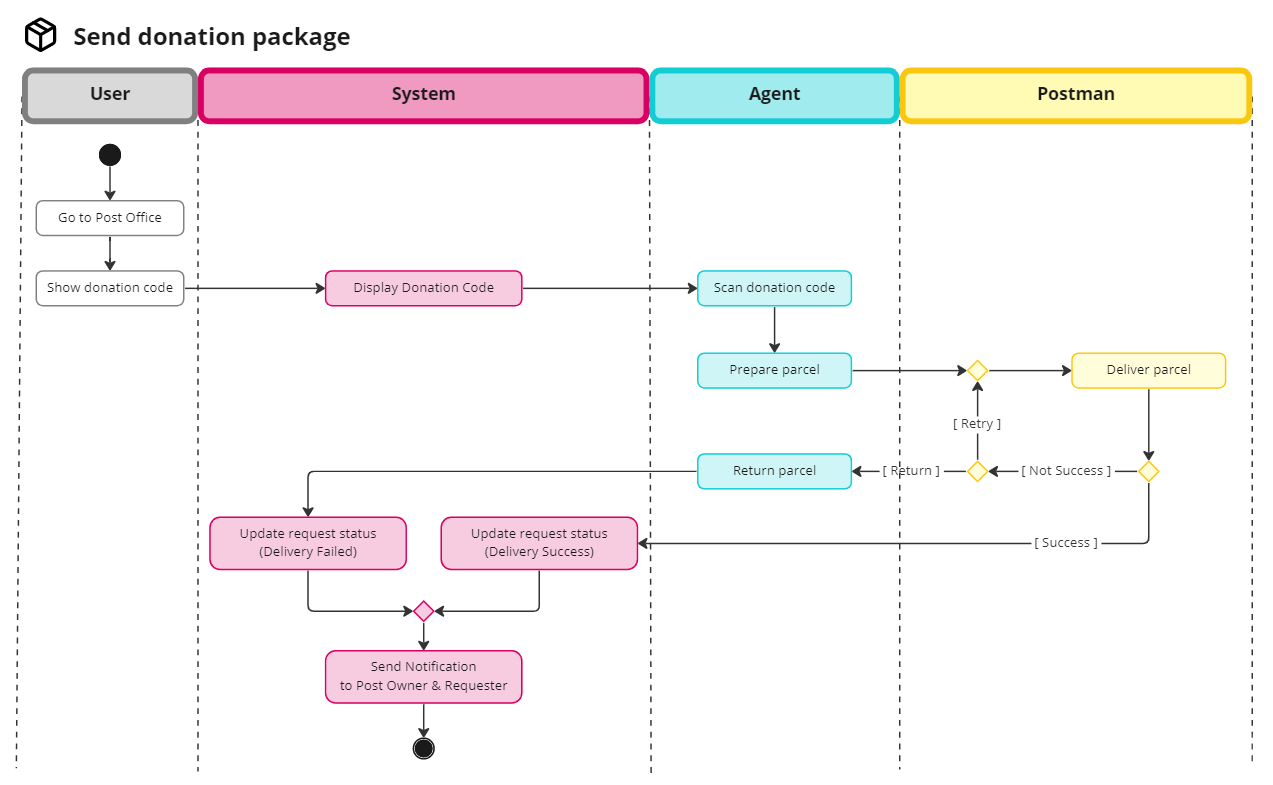 Send donation package
User
System
Agent
Postman
Go to Post Office
Show donation code
Display Donation Code
Scan donation code
Prepare parcel
Deliver parcel
[ Retry ]
Return parcel
[ Return ]
[ Not Success ]
Update request status
(Delivery Failed)
Update request status
(Delivery Success)
[ Success ]
Send Notification
to Post Owner & Requester